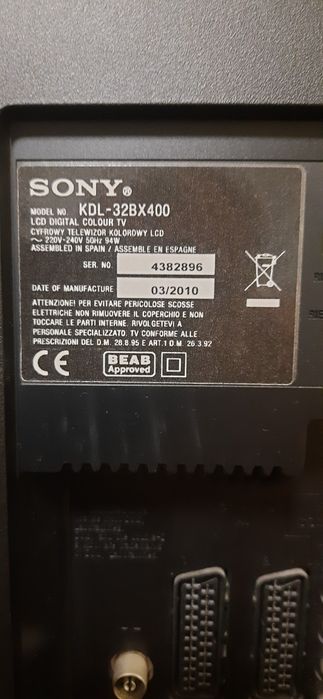 SONY®
MODEL NO. KDL-32BX400
LCD DIGITAL COLOUR TV
CYFROWY TELEWIZOR KOLOROWY LCD
~ 220V-240V 50Hz 94W
ASSEMBLED IN SPAIN / ASSEMBLE EN ESPAGNE
SER. NO. 4382896
DATE OF MANUFACTURE 03/2010
ATTENZIONE! PER EVITARE PERICOLOSE SCOSSE
ELETTRICHE NON RIMUOVERE IL COPERCHIO E NON
TOCCARE LE PARTI INTERNE. RIVOLGETEVI A
PERSONALE SPECIALIZZATO. TV CONFORME ALLE
PRESCRIZIONI DEL D.M. 28.8.95 E ART.1 D.M. 26.3.92
CE BEAB
Approved